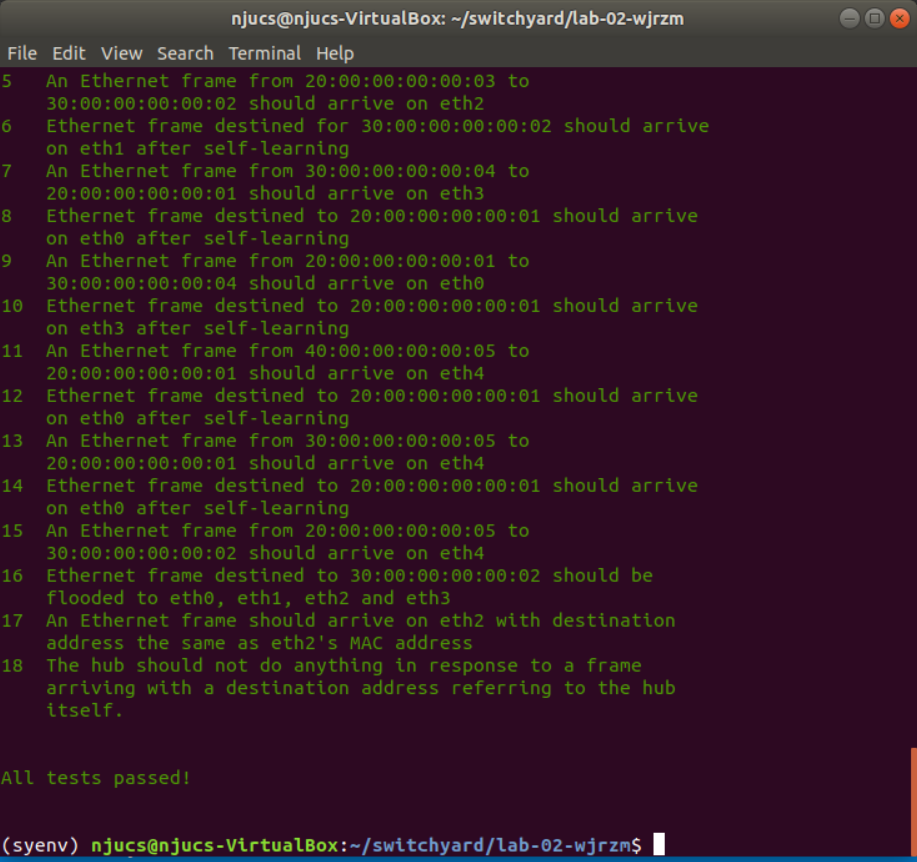 njucs@njucs-VirtualBox: ~/switchyard/lab-02-wjrzm
File Edit View Search Terminal Help
5 An Ethernet frame from 20:00:00:00:00:03 to
30:00:00:00:00:02 should arrive on eth2
6 Ethernet frame destined for 30:00:00:00:00:02 should arrive
on eth1 after self-learning
7 An Ethernet frame from 30:00:00:00:00:04 to
20:00:00:00:00:01 should arrive on eth3
8 Ethernet frame destined to 20:00:00:00:00:01 should arrive
on eth0 after self-learning
9 An Ethernet frame from 20:00:00:00:00:01 to
30:00:00:00:00:04 should arrive on eth0
10 Ethernet frame destined to 20:00:00:00:00:01 should arrive
on eth3 after self-learning
11 An Ethernet frame from 40:00:00:00:00:05 to
20:00:00:00:00:01 should arrive on eth4
12 Ethernet frame destined to 20:00:00:00:00:01 should arrive
on eth0 after self-learning
13 An Ethernet frame from 30:00:00:00:00:05 to
20:00:00:00:00:01 should arrive on eth4
14 Ethernet frame destined to 20:00:00:00:00:01 should arrive
on eth0 after self-learning
15 An Ethernet frame from 20:00:00:00:00:05 to
30:00:00:00:00:02 should arrive on eth4
16 Ethernet frame destined to 30:00:00:00:00:02 should be
flooded to eth0, eth1, eth2 and eth3
17 An Ethernet frame should arrive on eth2 with destination
address the same as eth2's MAC address
18 The hub should not do anything in response to a frame
arriving with a destination address referring to the hub
itself.
All tests passed!
(syenv) njucs@njucs-VirtualBox:~/switchyard/lab-02-wjrzm$